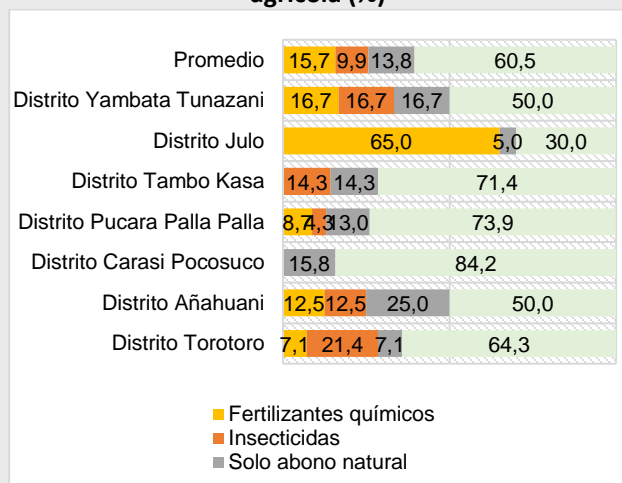 agrícola (%)
Promedio 15,7 9,9 13,8 60,5
Distrito Yambata Tunazani 16,7 16,7 16,7 50,0
Distrito Julo 65,0 5,0 30,0
Distrito Tambo Kasa 14,3 14,3 71,4
Distrito Pucara Palla Palla 8,7 4,3 13,0 73,9
Distrito Carasi Pocosuco 15,8 84,2
Distrito Añahuani 12,5 12,5 25,0 50,0
Distrito Torotoro 7,1 21,4 7,1 64,3
Fertilizantes químicos
Insecticidas
Solo abono natural